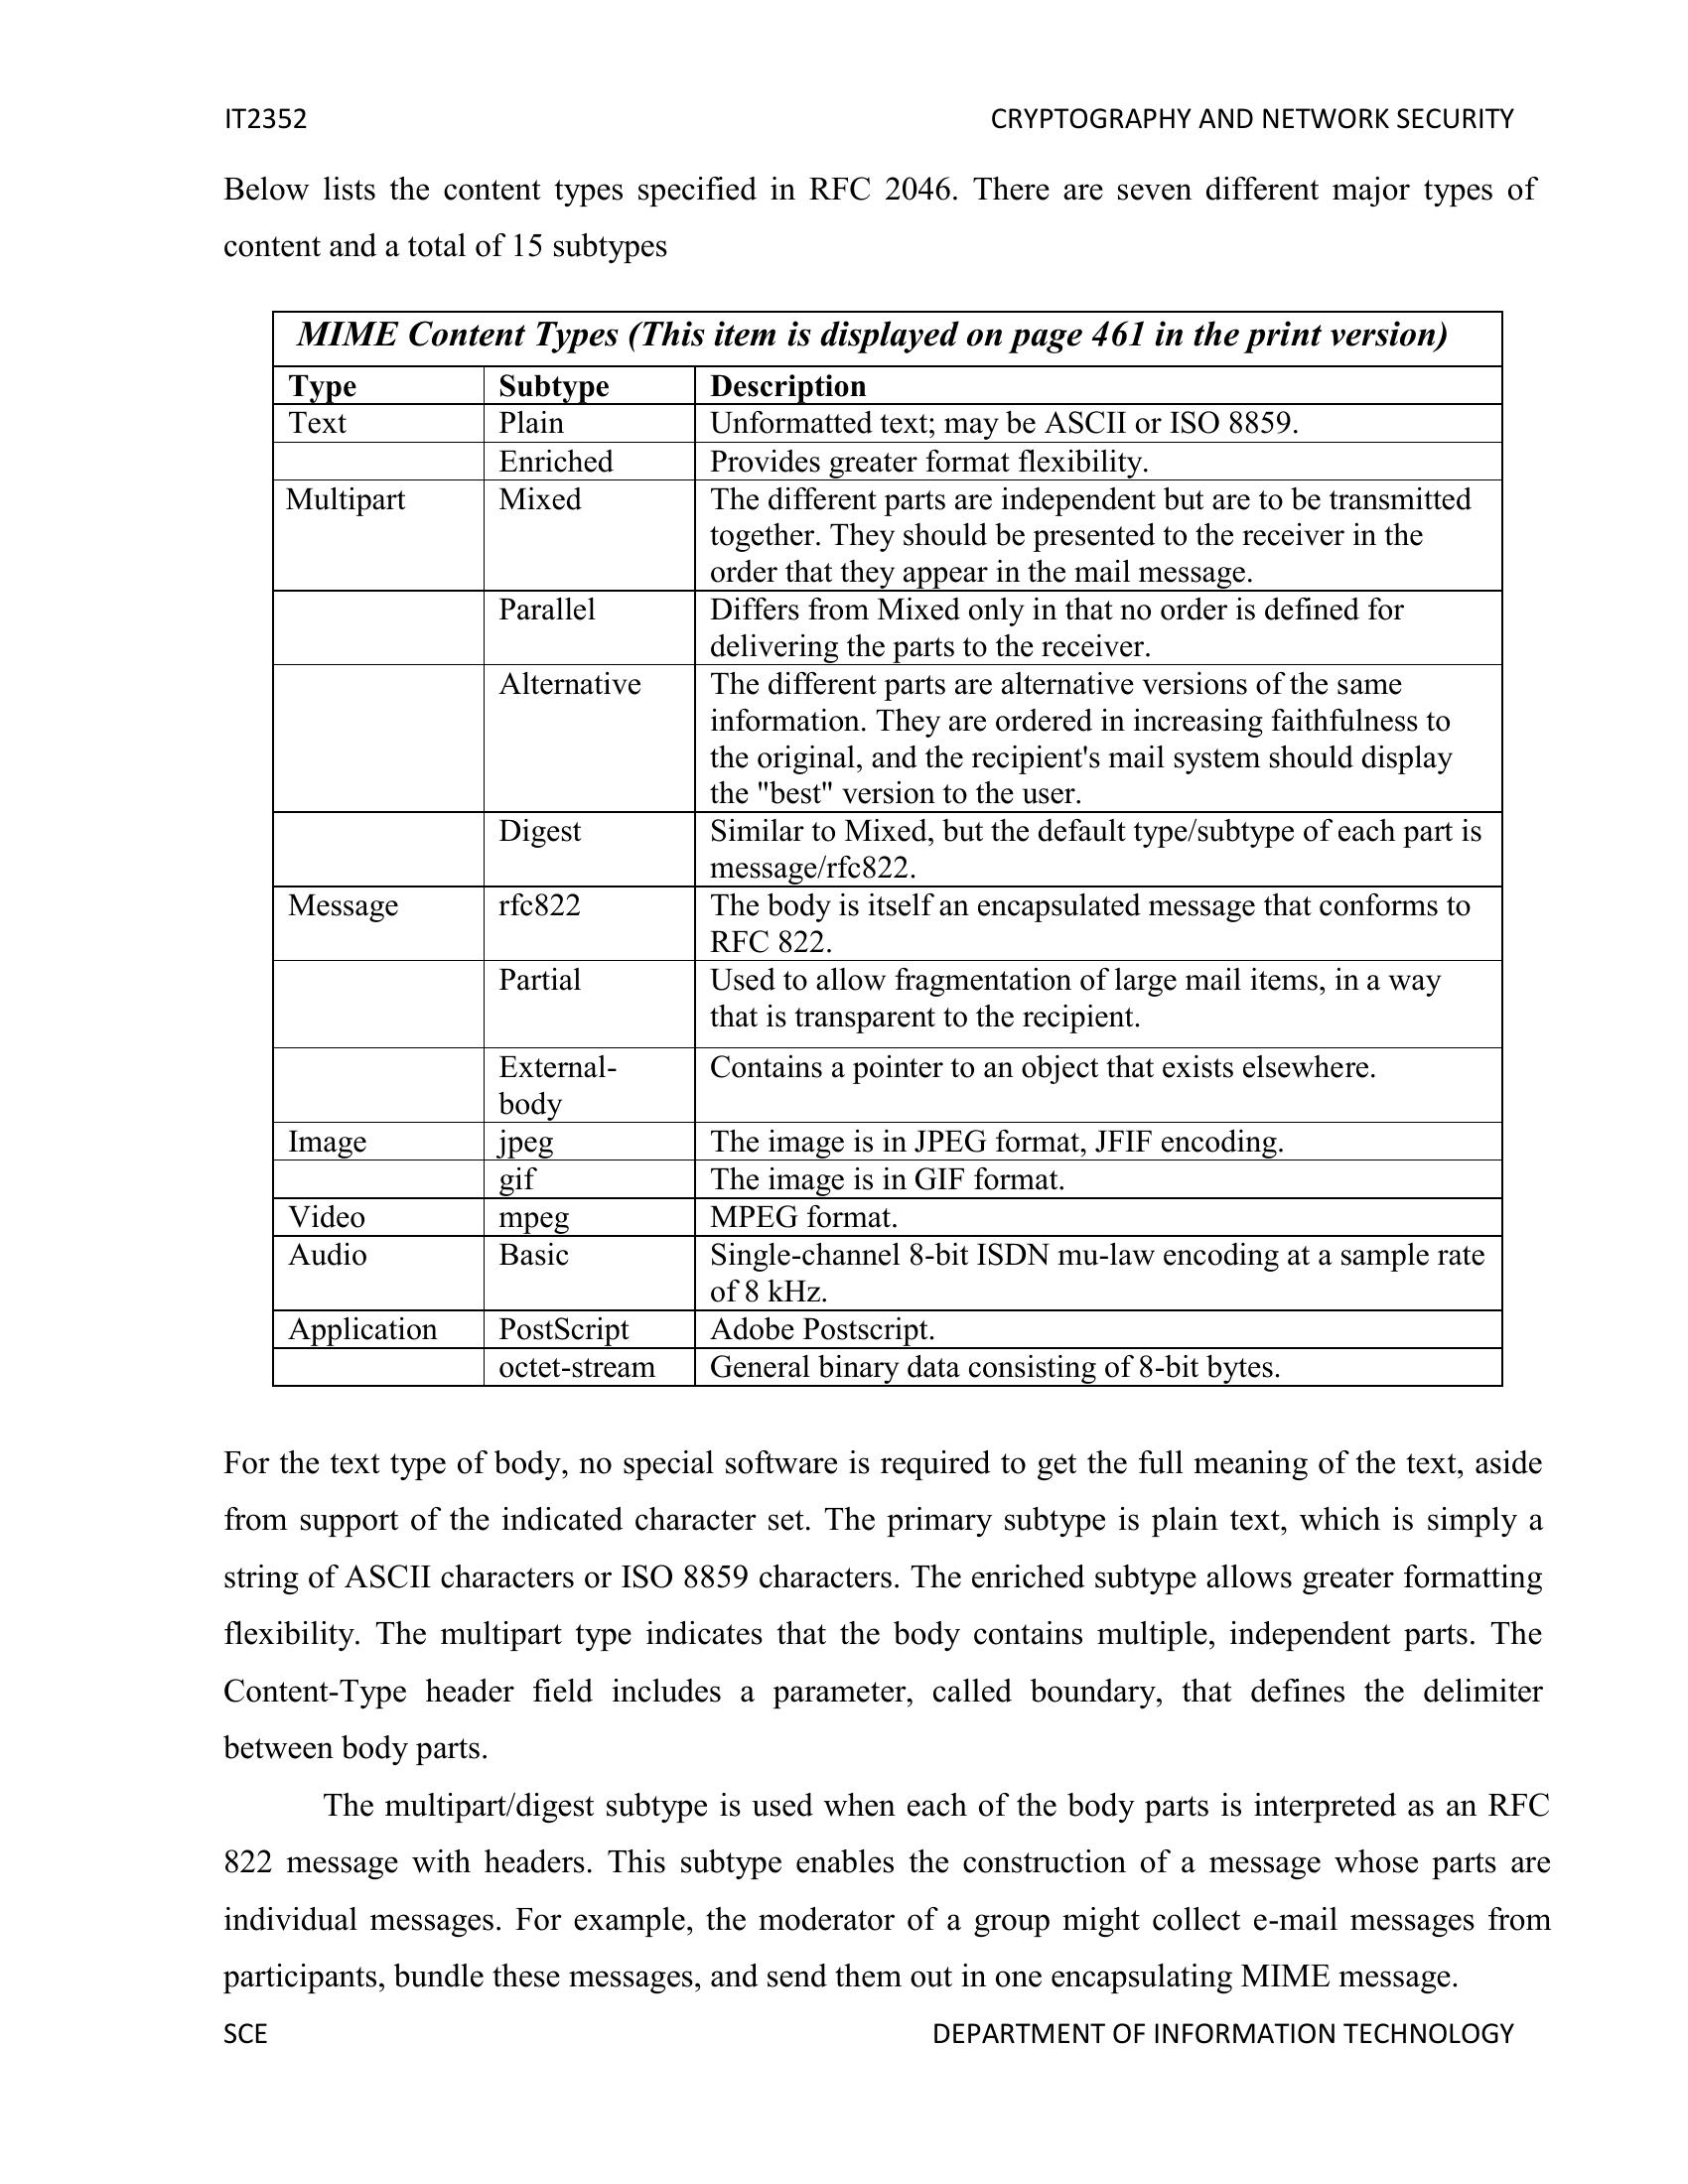 IT2352 CRYPTOGRAPHY AND NETWORK SECURITY
Below lists the content types specified in RFC 2046. There are seven different major types of
content and a total of 15 subtypes
MIME Content Types (This item is displayed on page 461 in the print version)
Type Subtype Description
Text Plain Unformatted text; may be ASCII or ISO 8859.
Enriched Provides greater format flexibility.
Multipart Mixed The different parts are independent but are to be transmitted
together. They should be presented to the receiver in the
order that they appear in the mail message.
Parallel Differs from Mixed only in that no order is defined for
delivering the parts to the receiver.
Alternative The different parts are alternative versions of the same
information. They are ordered in increasing faithfulness to
the original, and the recipient's mail system should display
the "best" version to the user.
Digest Similar to Mixed, but the default type/subtype of each part is
message/rfc822.
Message rfc822 The body is itself an encapsulated message that conforms to
RFC 822.
Partial Used to allow fragmentation of large mail items, in a way
that is transparent to the recipient.
External- Contains a pointer to an object that exists elsewhere.
body
Image jpeg The image is in JPEG format, JFIF encoding.
gif The image is in GIF format.
Video mpeg MPEG format.
Audio Basic Single-channel 8-bit ISDN mu-law encoding at a sample rate
of 8 kHz.
Application PostScript Adobe Postscript.
octet-stream General binary data consisting of 8-bit bytes.
For the text type of body, no special software is required to get the full meaning of the text, aside
from support of the indicated character set. The primary subtype is plain text, which is simply a
string of ASCII characters or ISO 8859 characters. The enriched subtype allows greater formatting
flexibility. The multipart type indicates that the body contains multiple, independent parts. The
Content-Type header field includes a parameter, called boundary, that defines the delimiter
between body parts.
The multipart/digest subtype is used when each of the body parts is interpreted as an RFC
822 message with headers. This subtype enables the construction of a message whose parts are
individual messages. For example, the moderator of a group might collect e-mail messages from
participants, bundle these messages, and send them out in one encapsulating MIME message.
SCE DEPARTMENT OF INFORMATION TECHNOLOGY